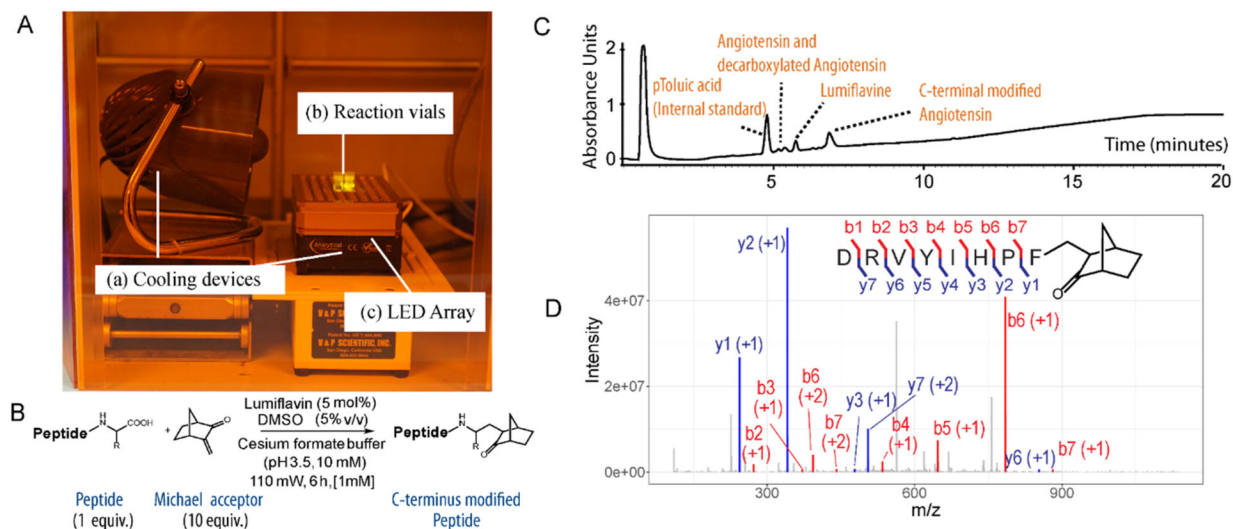 A
(b) Reaction vials
(a) Cooling devices
(c) LED Array
V & P SCIENTIFIC, INC.
B
Peptide
H
N
COOH
R
+
O
Lumiflavin (5 mol%)
DMSO (5% v/v)
Cesium formate buffer
(pH 3.5, 10 mM)
110 mW, 6 h, [1mM]
Peptide
H
N
R
O
Peptide
(1 equiv.)
Michael acceptor
(10 equiv.)
C-terminus modified
Peptide
C
Absorbance Units
2
1
0
pToluic acid
(Internal standard)
Angiotensin and
decarboxylated Angiotensin
Lumiflavine
C-terminal modified
Angiotensin
Time (minutes)
5
10
15
20
D
Intensity
4e+07
2e+07
0e+00
y1 (+1)
y2 (+1)
b2
(+1)
b3
(+1)
b6
(+2)
b7
(+2)
y3 (+1)
y7 (+2)
b4
(+1)
b5 (+1)
b6 (+1)
y6 (+1)
b7 (+1)
b1 b2 b3 b4 b5 b6 b7
D R V Y I H P F
y7 y6 y5 y4 y3 y2 y1
O
300
600
900
m/z